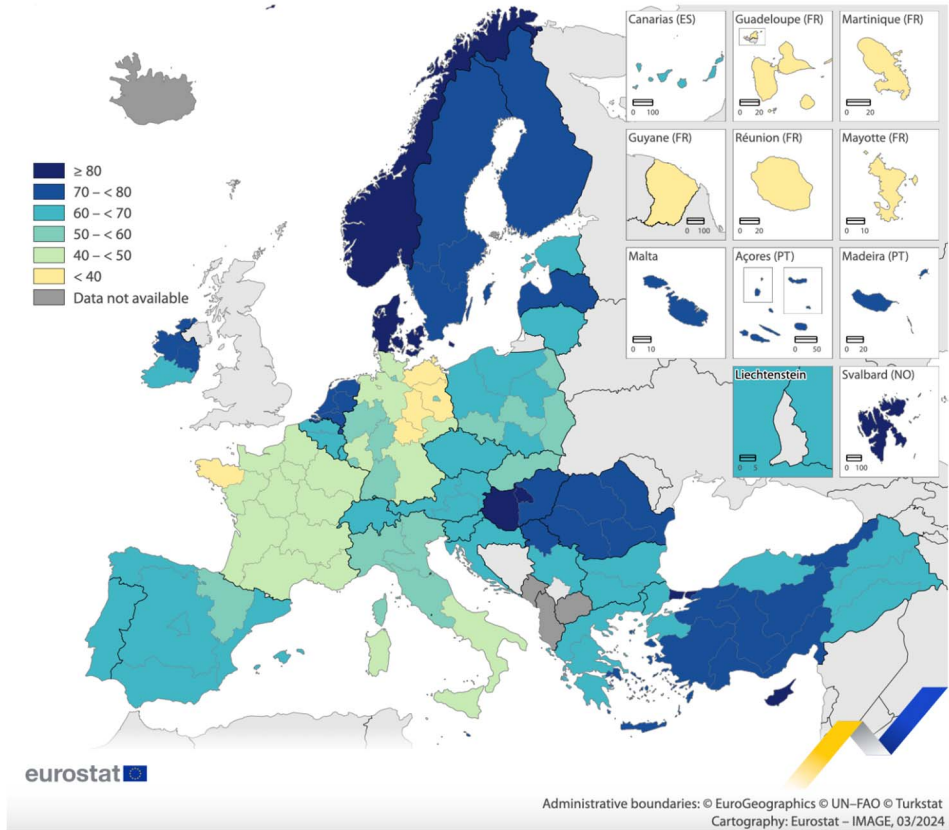 Canarias (ES)
0 100
Guadeloupe (FR)
0 20
Martinique (FR)
0 20
Guyane (FR)
0 100
Réunion (FR)
0 20
Mayotte (FR)
0 10
Malta
0 10
Açores (PT)
0 50
Madeira (PT)
0 20
Liechtenstein
0 5
Svalbard (NO)
0 100
≥ 80
70 – < 80
60 – < 70
50 – < 60
40 – < 50
< 40
Data not available
eurostat
Administrative boundaries: © EuroGeographics © UN–FAO © Turkstat
Cartography: Eurostat – IMAGE, 03/2024